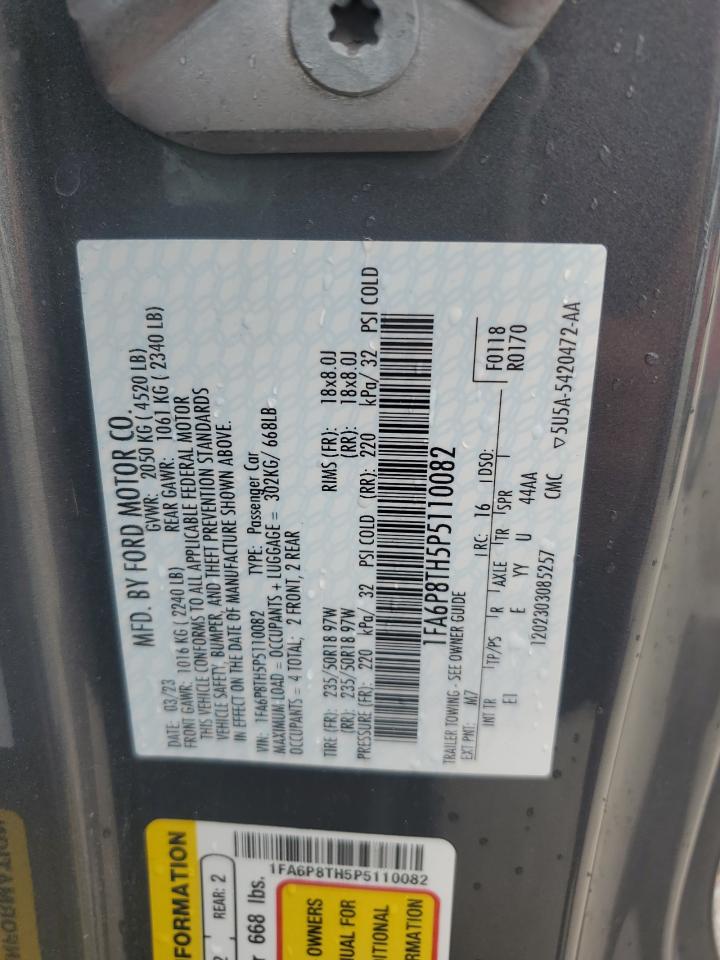 MFD. BY FORD MOTOR CO.
DATE: 03/23 GVWR: 2050 KG ( 4520 LB)
FRONT GAWR: 1016 KG ( 2240 LB) REAR GAWR: 1061 KG ( 2340 LB)
THIS VEHICLE CONFORMS TO ALL APPLICABLE FEDERAL MOTOR
VEHICLE SAFETY, BUMPER, AND THEFT PREVENTION STANDARDS
IN EFFECT ON THE DATE OF MANUFACTURE SHOWN ABOVE.
VIN: 1FA6P8TH5P5110082 TYPE: Passenger Car
MAXIMUM LOAD = OCCUPANTS + LUGGAGE = 302KG/ 668LB
OCCUPANTS = 4 TOTAL; 2 FRONT, 2 REAR
TIRE (FR): 235/50R18 97W RIMS (FR): 18x8.0J
(RR): 235/50R18 97W (RR): 18x8.0J
PRESSURE (FR): 220 kPa/ 32 PSI COLD (RR): 220 kPa/ 32 PSI COLD
1FA6P8TH5P5110082
TRAILER TOWING - SEE OWNER GUIDE
EXT PNT: M7 RC: 16 DSO: F0118
INT TR TP/PS R AXLE TR SPR R0170
EI E YY U 44AA
1202303085257 CMC ▽5U5A-5420472-AA
FORMATION
REAR: 2
668 lbs.
1FA6P8TH5P5110082
OWNERS
UAL FOR
ITIONAL
RMATION